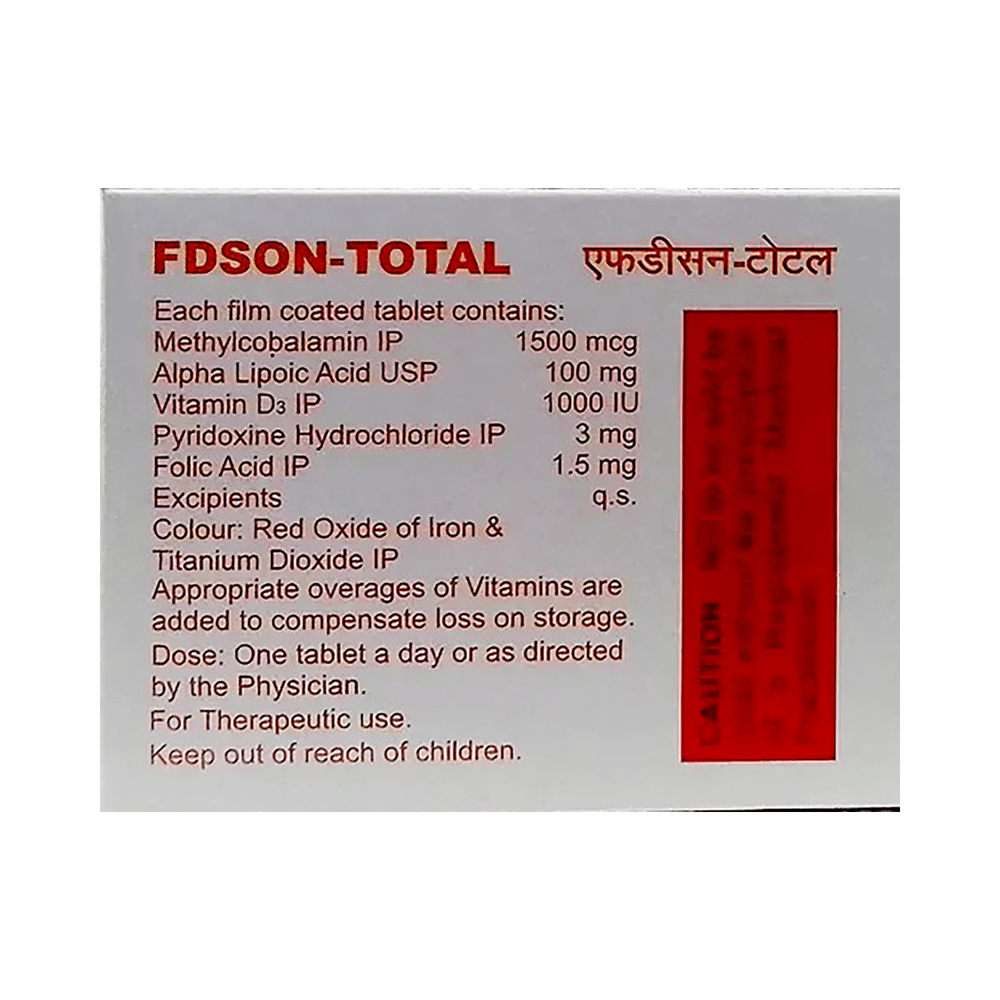 FDSON-TOTAL
एफडीसन-टोटल
Each film coated tablet contains:
Methylcobalamin IP 1500 mcg
Alpha Lipoic Acid USP 100 mg
Vitamin D₃ IP 1000 IU
Pyridoxine Hydrochloride IP 3 mg
Folic Acid IP 1.5 mg
Excipients q.s.
Colour: Red Oxide of Iron &
Titanium Dioxide IP
Appropriate overages of Vitamins are
added to compensate loss on storage.
Dose: One tablet a day or as directed
by the Physician.
For Therapeutic use.
Keep out of reach of children.
CAUTION